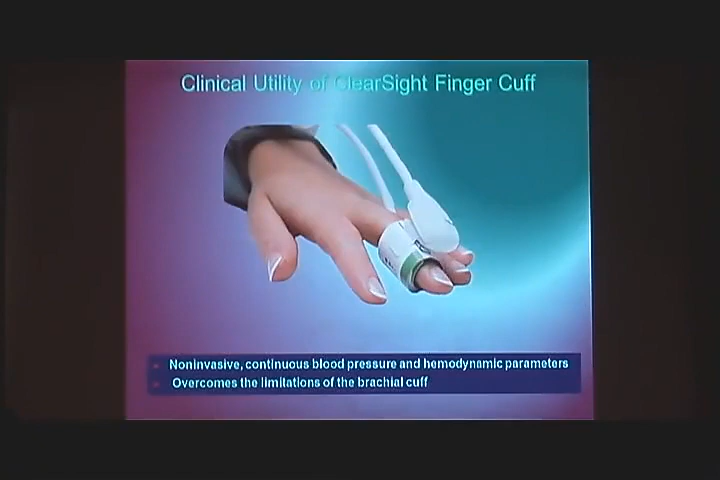 Clinical Utility of ClearSight Finger Cuff
Noninvasive, continuous blood pressure and hemodynamic parameters
Overcomes the limitations of the brachial cuff